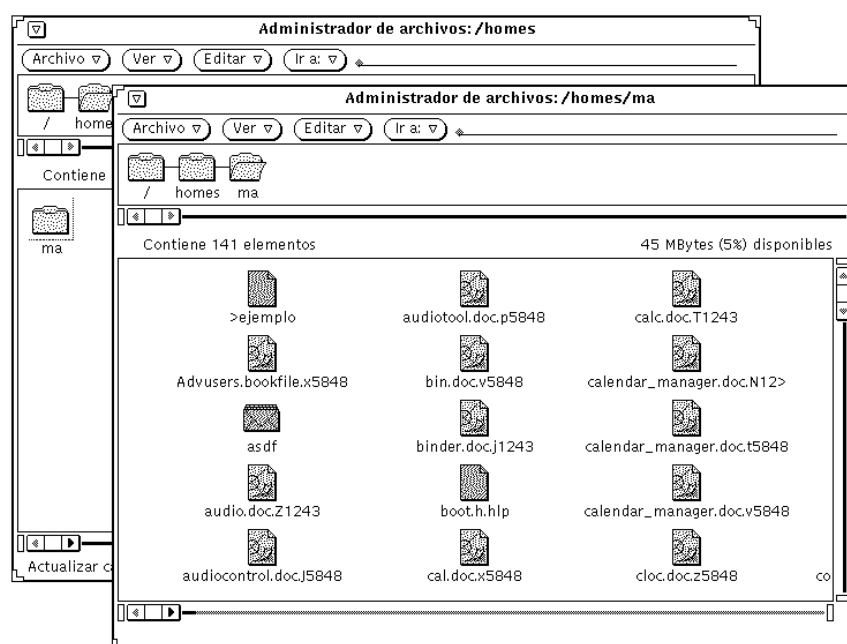 Administrador de archivos: /homes
Archivo Ver Editar Ir a:
/ home
Contiene
ma
Actualizar ca
Administrador de archivos: /homes/ma
Archivo Ver Editar Ir a:
/ homes ma
Contiene 141 elementos 45 MBytes (5%) disponibles
>ejemplo audiotool.doc.p5848 calc.doc.T1243
Advusers.bookfile.x5848 bin.doc.v5848 calendar_manager.doc.N12>
asdf binder.doc.j1243 calendar_manager.doc.t5848
audio.doc.Z1243 boot.h.hlp calendar_manager.doc.v5848
audiocontrol.doc.J5848 cal.doc.x5848 cloc.doc.z5848 co